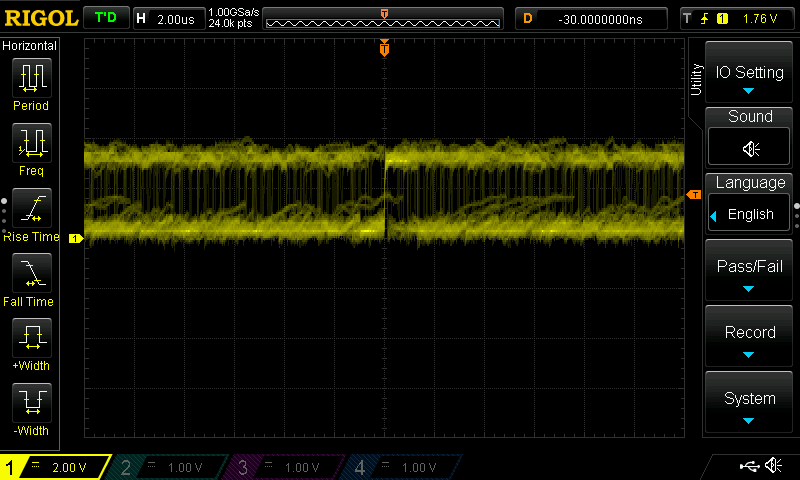 RIGOL T'D H 2.00us 1.00GSa/s
24.0k pts T D -30.0000000ns T 1 1.76 V
Horizontal
Period
Freq
Rise Time
Fall Time
+Width
-Width
T
T
1
Utility
IO Setting
Sound
Language
English
Pass/Fail
Record
System
1 2.00 V 2 1.00 V 3 1.00 V 4 1.00 V